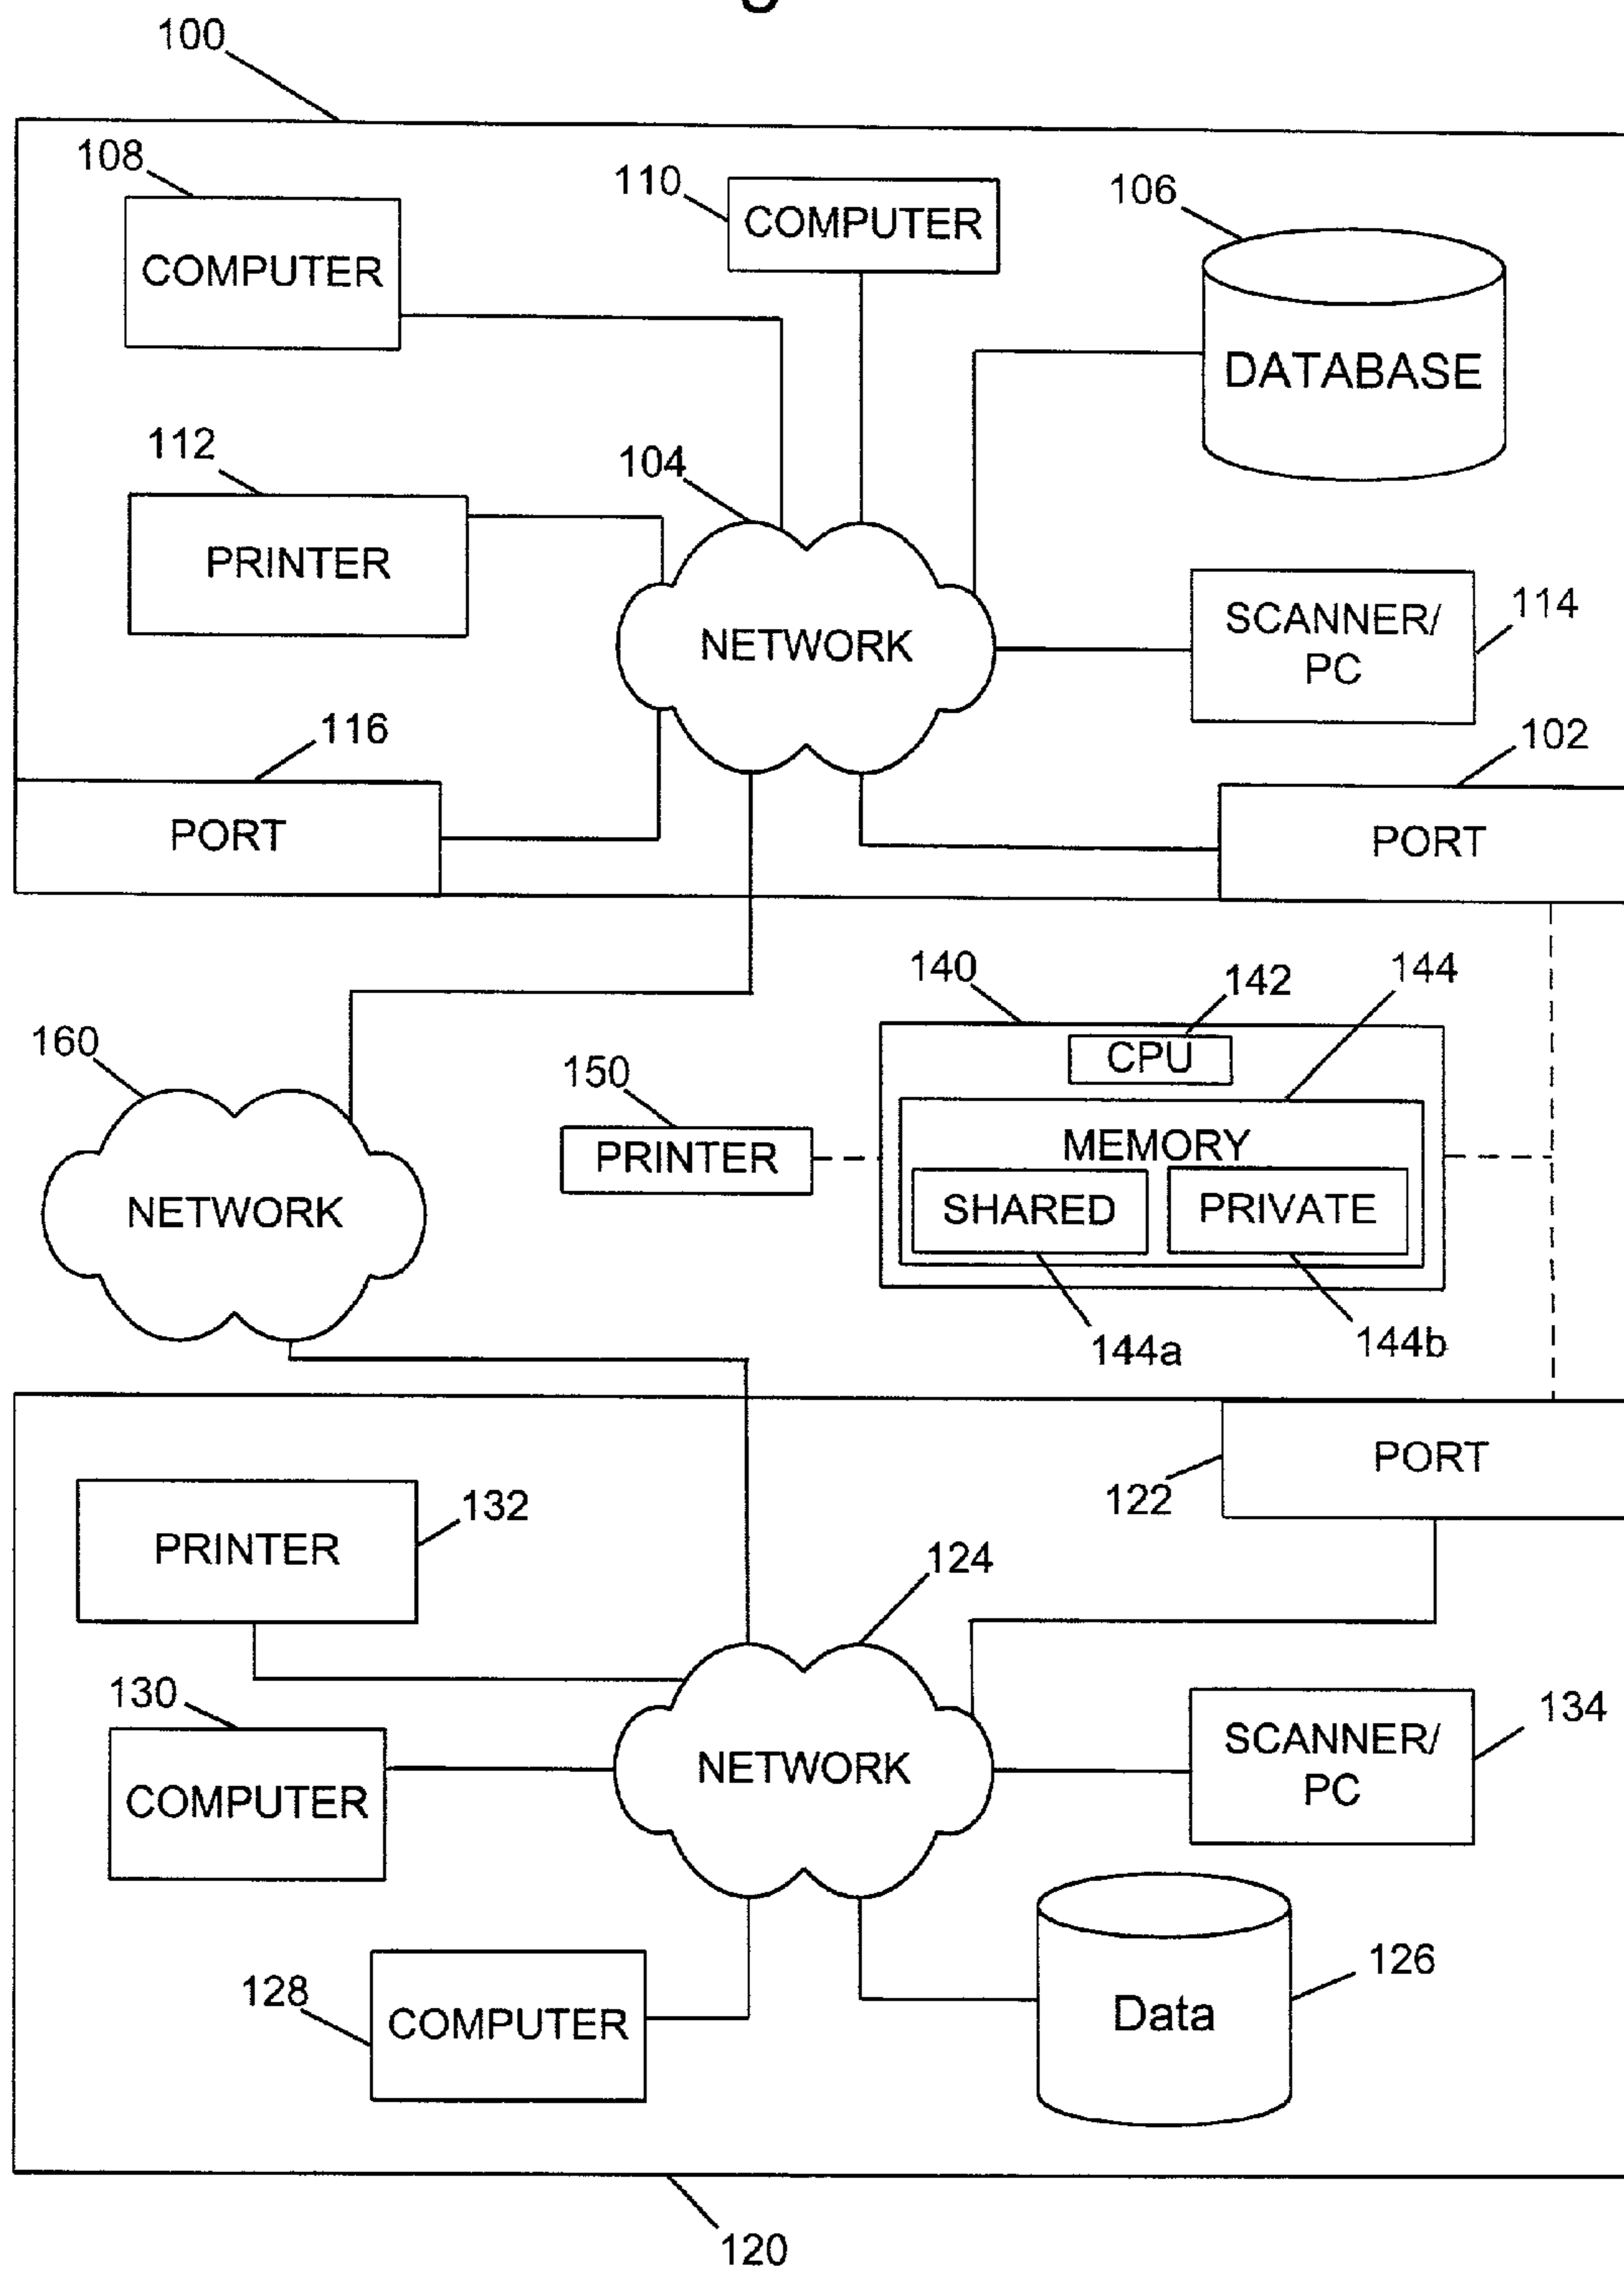 100
108
110
106
COMPUTER
COMPUTER
DATABASE
112
104
PRINTER
NETWORK
SCANNER/
PC
114
116
102
PORT
PORT
140
142
144
160
150
CPU
PRINTER
MEMORY
SHARED
PRIVATE
NETWORK
144a
144b
PORT
122
132
PRINTER
124
130
134
COMPUTER
NETWORK
SCANNER/
PC
128
COMPUTER
126
Data
120